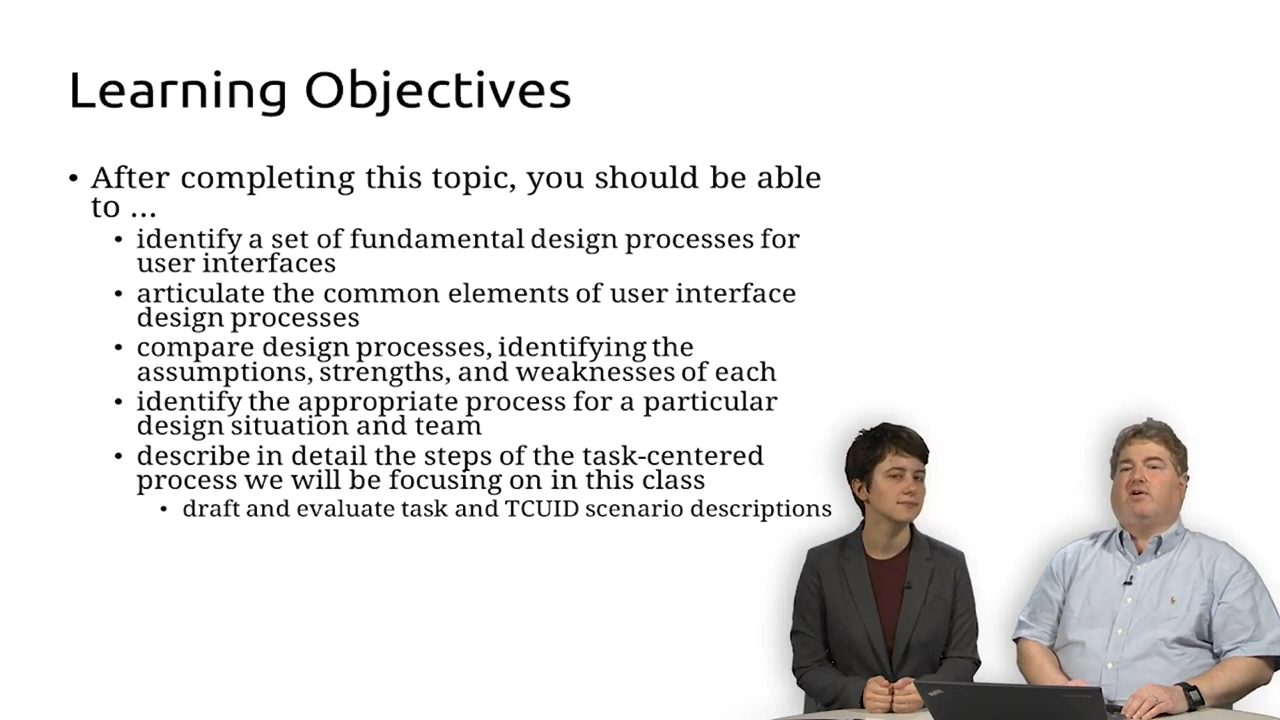 Learning Objectives
• After completing this topic, you should be able
to ...
• identify a set of fundamental design processes for
user interfaces
• articulate the common elements of user interface
design processes
• compare design processes, identifying the
assumptions, strengths, and weaknesses of each
• identify the appropriate process for a particular
design situation and team
• describe in detail the steps of the task-centered
process we will be focusing on in this class
• draft and evaluate task and TCUID scenario descriptions